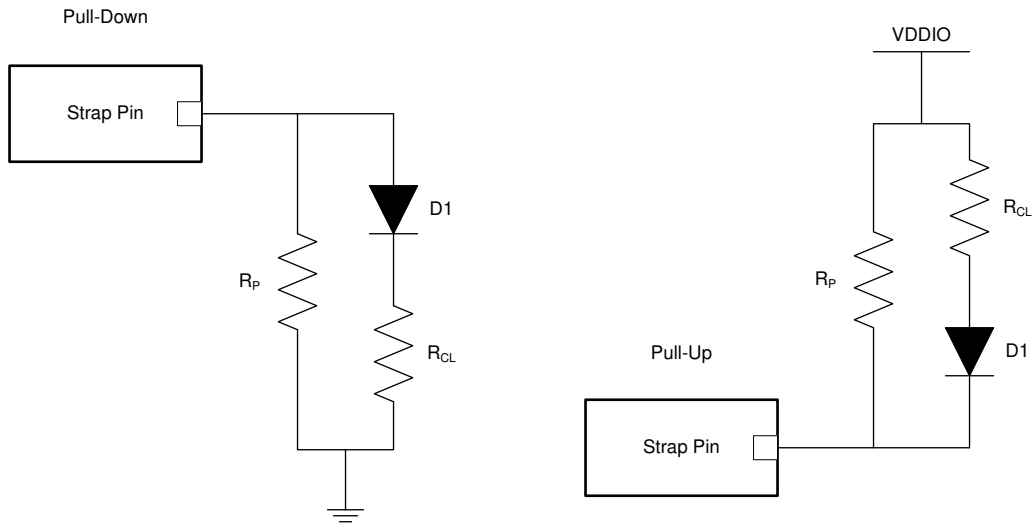 Pull-Down
Strap Pin
D1
RP
RCL
VDDIO
RCL
RP
D1
Pull-Up
Strap Pin